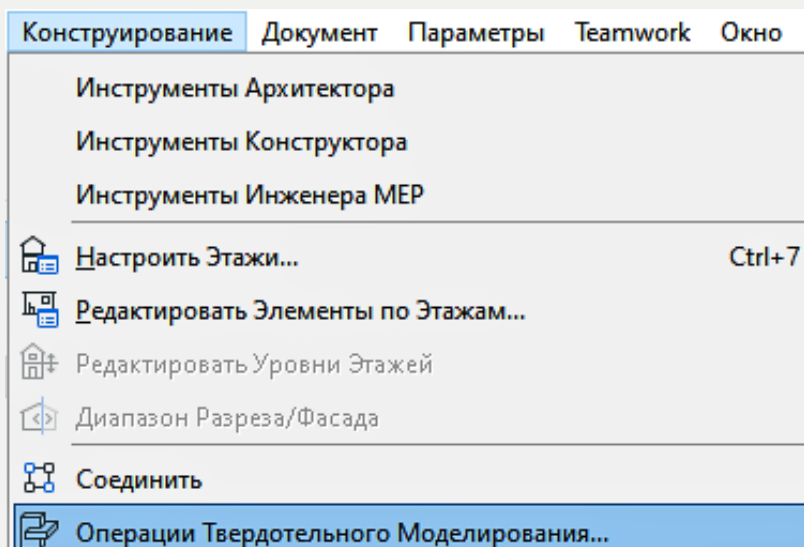 Конструирование Документ Параметры Teamwork Окно
Инструменты Архитектора
Инструменты Конструктора
Инструменты Инженера MEP
Настроить Этажи... Ctrl+7
Редактировать Элементы по Этажам...
Редактировать Уровни Этажей
Диапазон Разреза/Фасада
Соединить
Операции Твердотельного Моделирования...